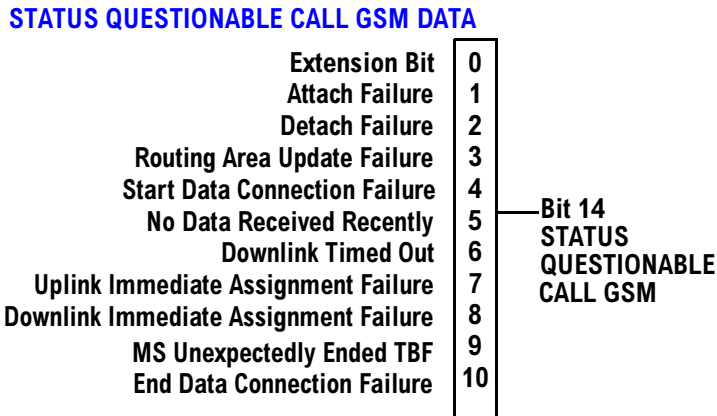 STATUS QUESTIONABLE CALL GSM DATA
Extension Bit 0
Attach Failure 1
Detach Failure 2
Routing Area Update Failure 3
Start Data Connection Failure 4
No Data Received Recently 5
Downlink Timed Out 6
Uplink Immediate Assignment Failure 7
Downlink Immediate Assignment Failure 8
MS Unexpectedly Ended TBF 9
End Data Connection Failure 10
Bit 14
STATUS
QUESTIONABLE
CALL GSM